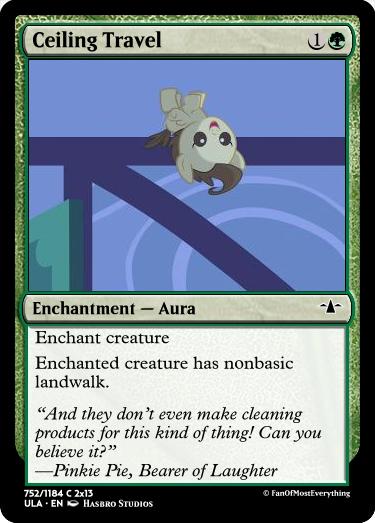 Ceiling Travel 1
Enchantment — Aura
Enchant creature
Enchanted creature has nonbasic
landwalk.
“And they don’t even make cleaning
products for this kind of thing! Can you
believe it?”
—Pinkie Pie, Bearer of Laughter
752/1184 C 2x13
ULA • EN Hasbro Studios
© FanOfMostEverything